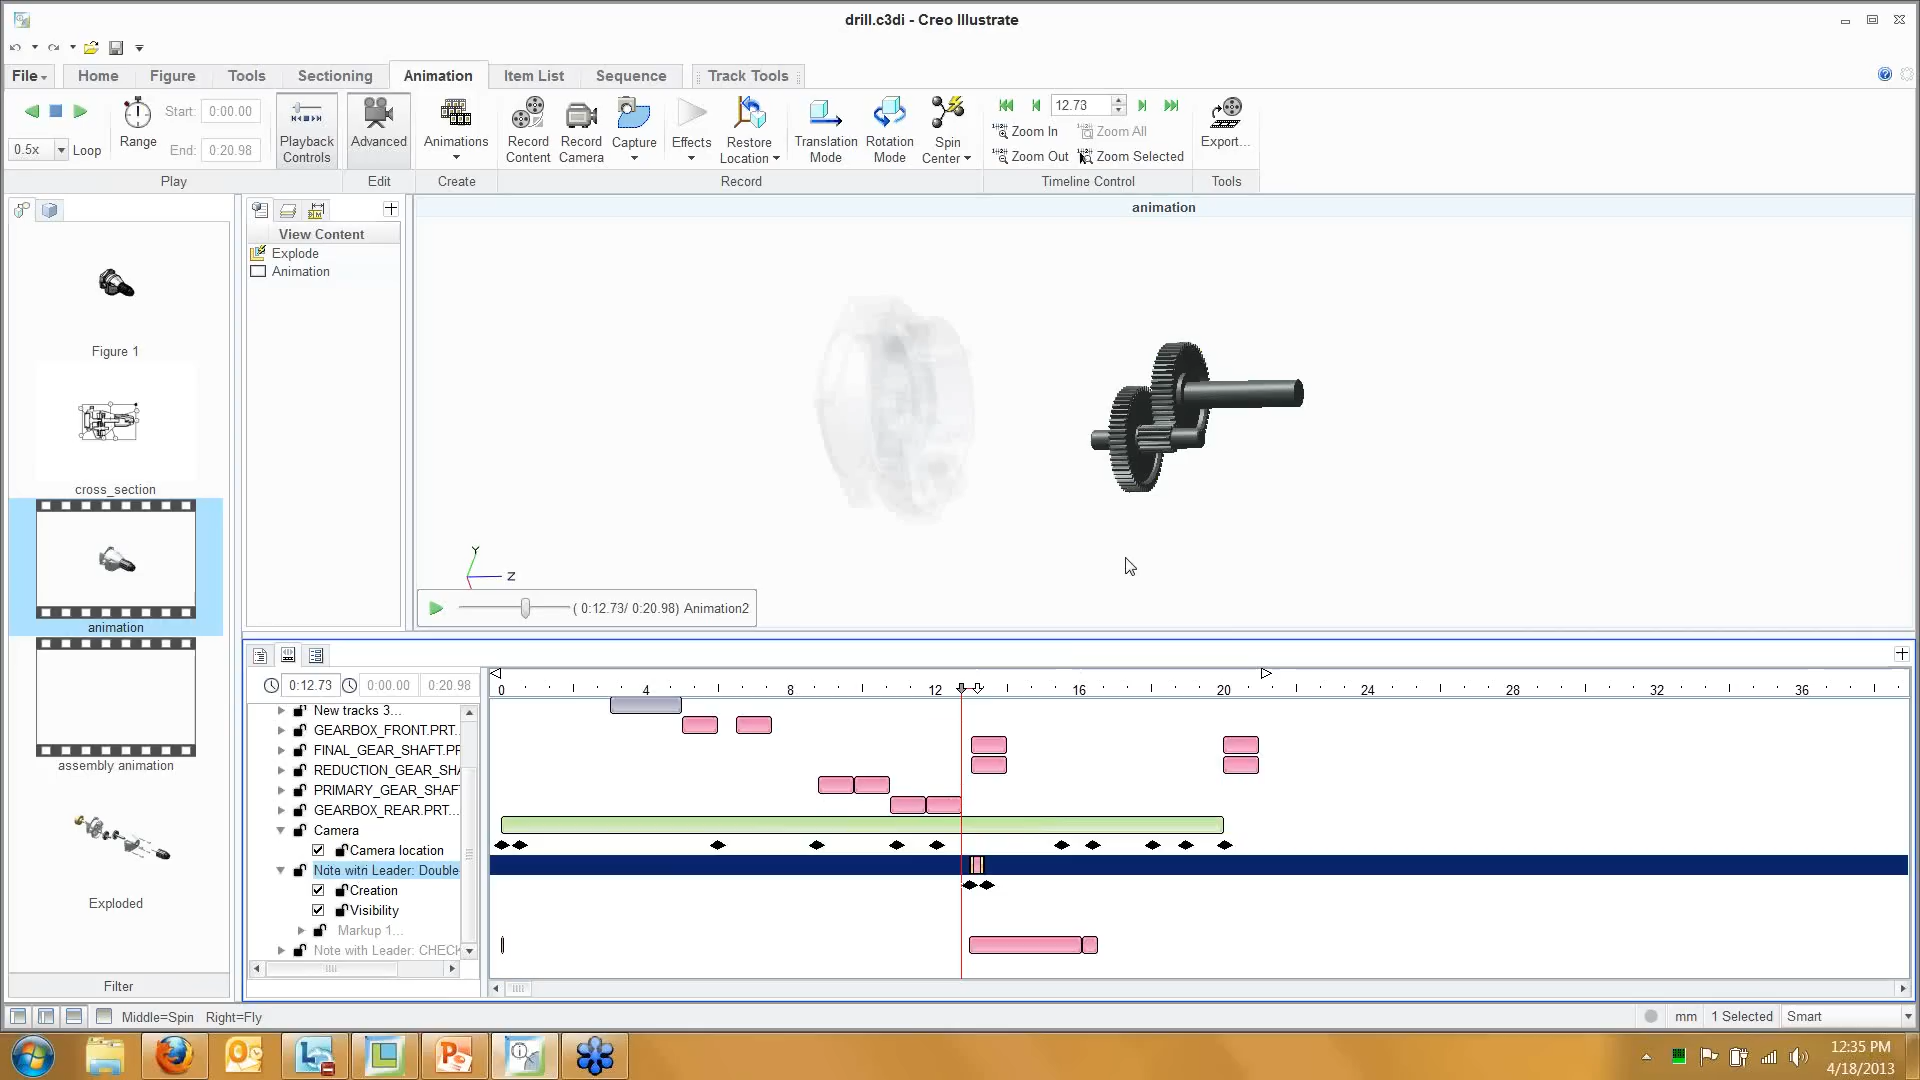 drill.c3di - Creo Illustrate
File Home Figure Tools Sectioning Animation Item List Sequence Track Tools
Start: 0:00.00
End: 0:20.98
0.5x Loop
Range
Playback Controls
Advanced
Animations
Record Content
Record Camera
Capture
Effects
Restore Location
Translation Mode
Rotation Mode
Spin Center
12.73
Zoom In Zoom All
Zoom Out Zoom Selected
Export...
Play Edit Create Record Timeline Control Tools
View Content
Explode
Animation
animation
Figure 1
cross_section
animation
assembly animation
Exploded
Filter
Y
Z
( 0:12.73/ 0:20.98) Animation2
0:12.73 0:00.00 0:20.98
0 4 8 12 16 20 24 28 32 36
New tracks 3...
GEARBOX_FRONT.PRT...
FINAL_GEAR_SHAFT.PF
REDUCTION_GEAR_SHA
PRIMARY_GEAR_SHAF
GEARBOX_REAR.PRT...
Camera
Camera location
Note with Leader: Double
Creation
Visibility
Markup 1...
Note with Leader: CHECK
Middle=Spin Right=Fly
mm 1 Selected Smart
12:35 PM
4/18/2013